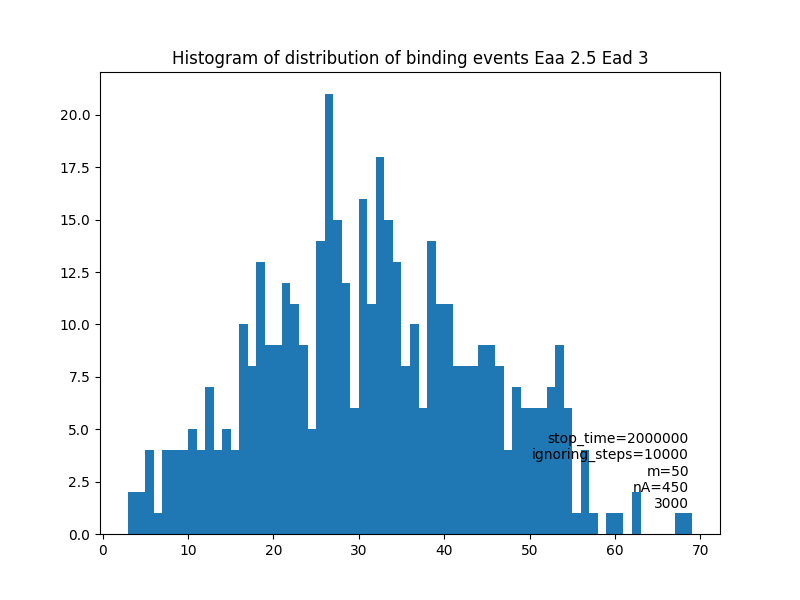 Histogram of distribution of binding events Eaa 2.5 Ead 3
20.0
17.5
15.0
12.5
10.0
7.5
5.0
2.5
0.0
stop_time=2000000
ignoring_steps=10000
m=50
nA=450
3000
0 10 20 30 40 50 60 70